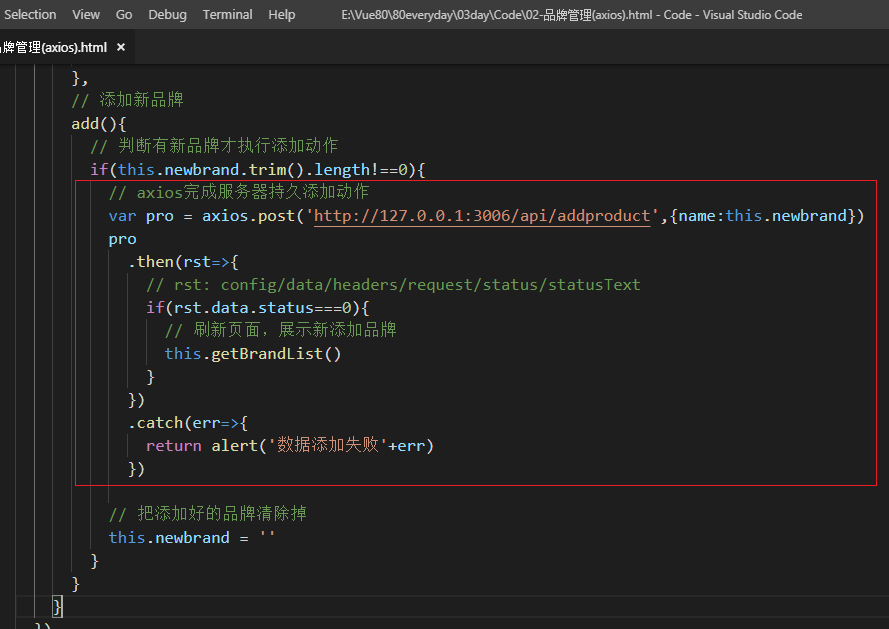 Selection View Go Debug Terminal Help E:\Vue80\80everyday\03day\Code\02-品牌管理(axios).html - Code - Visual Studio Code
牌管理(axios).html ×
},
// 添加新品牌
add(){
// 判断有新品牌才执行添加动作
if(this.newbrand.trim().length!==0){
// axios完成服务器持久添加动作
var pro = axios.post('http://127.0.0.1:3006/api/addproduct',{name:this.newbrand})
pro
.then(rst=>{
// rst: config/data/headers/request/status/statusText
if(rst.data.status===0){
// 刷新页面，展示新添加品牌
this.getBrandList()
}
})
.catch(err=>{
return alert('数据添加失败'+err)
})
// 把添加好的品牌清除掉
this.newbrand = ''
}
}
}
})